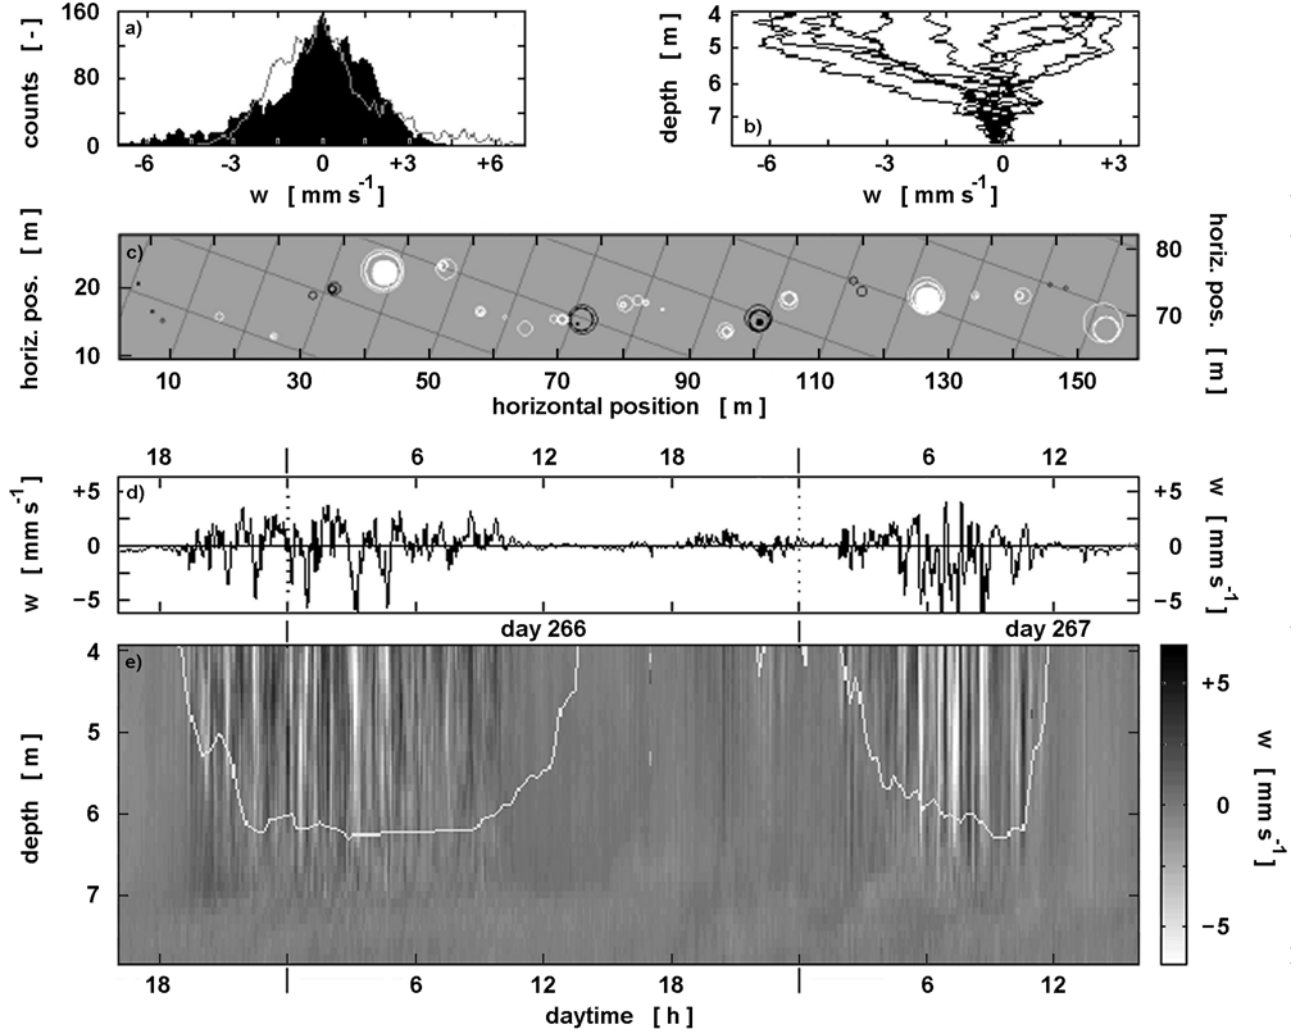 a)
160
80
0
counts [ - ]
-6 -3 0 +3 +6
w [ mm s-1 ]
b)
4
5
6
7
depth [ m ]
-6 -3 0 +3
w [ mm s-1 ]
c)
20
10
horiz. pos. [ m ]
80
70
horiz. pos. [ m ]
10 30 50 70 90 110 130 150
horizontal position [ m ]
18 | 6 12 18 | 6 12
d)
+5
0
−5
w [ mm s-1 ]
+5
0
−5
w [ mm s-1 ]
| day 266 | day 267
e)
4
5
6
7
depth [ m ]
+5
0
−5
w [ mm s-1 ]
18 | 6 12 18 | 6 12
daytime [ h ]